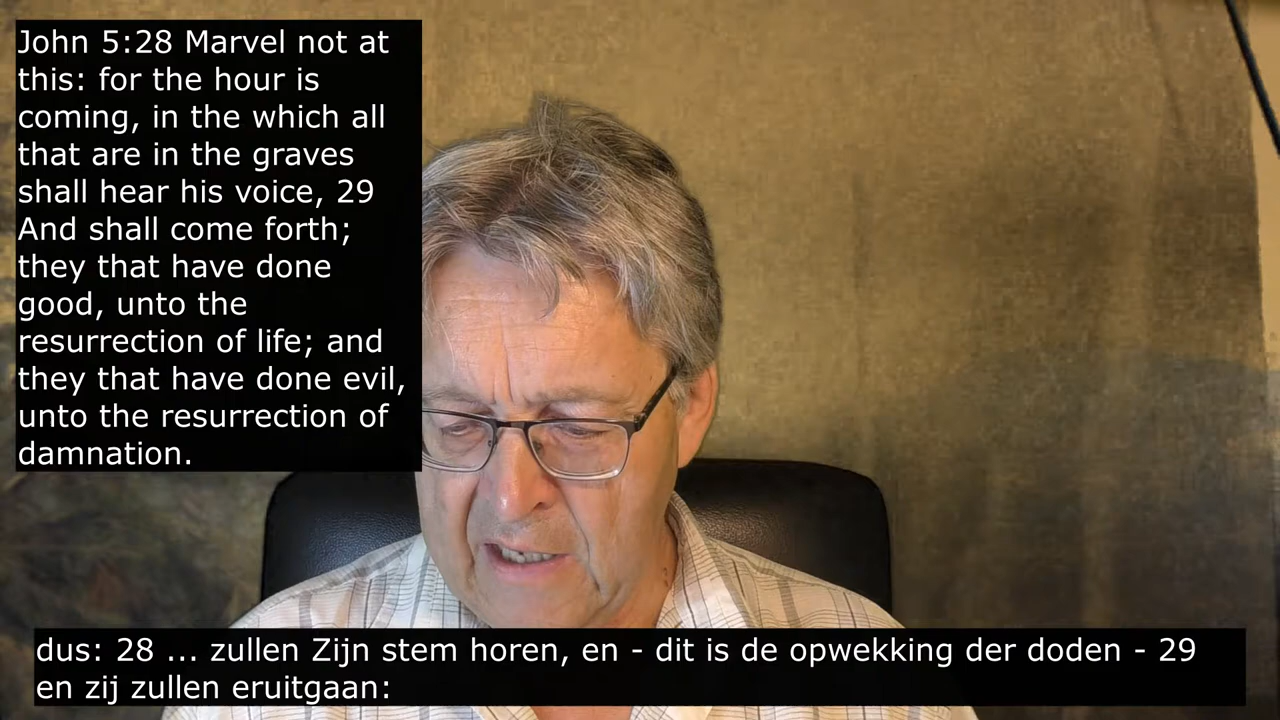 John 5:28 Marvel not at
this: for the hour is
coming, in the which all
that are in the graves
shall hear his voice, 29
And shall come forth;
they that have done
good, unto the
resurrection of life; and
they that have done evil,
unto the resurrection of
damnation.
dus: 28 ... zullen Zijn stem horen, en - dit is de opwekking der doden - 29
en zij zullen eruitgaan: